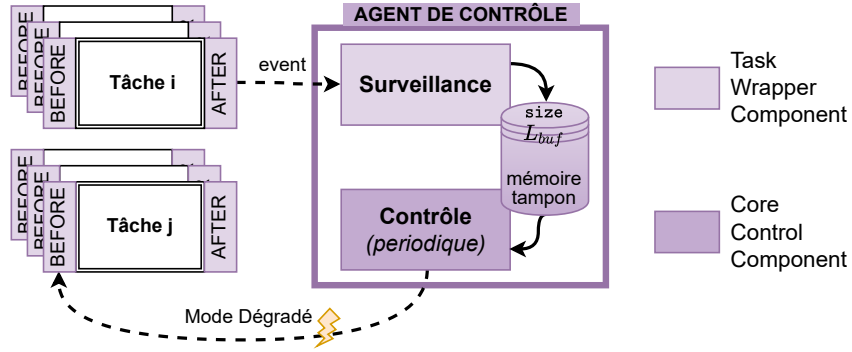 AGENT DE CONTRÔLE
BEFORE
BEFORE
BEFORE
Tâche i
AFTER
event
Surveillance
size
L_buf
mémoire
tampon
Contrôle
(periodique)
BEFORE
BEFORE
BEFORE
Tâche j
AFTER
Mode Dégradé
Task
Wrapper
Component
Core
Control
Component